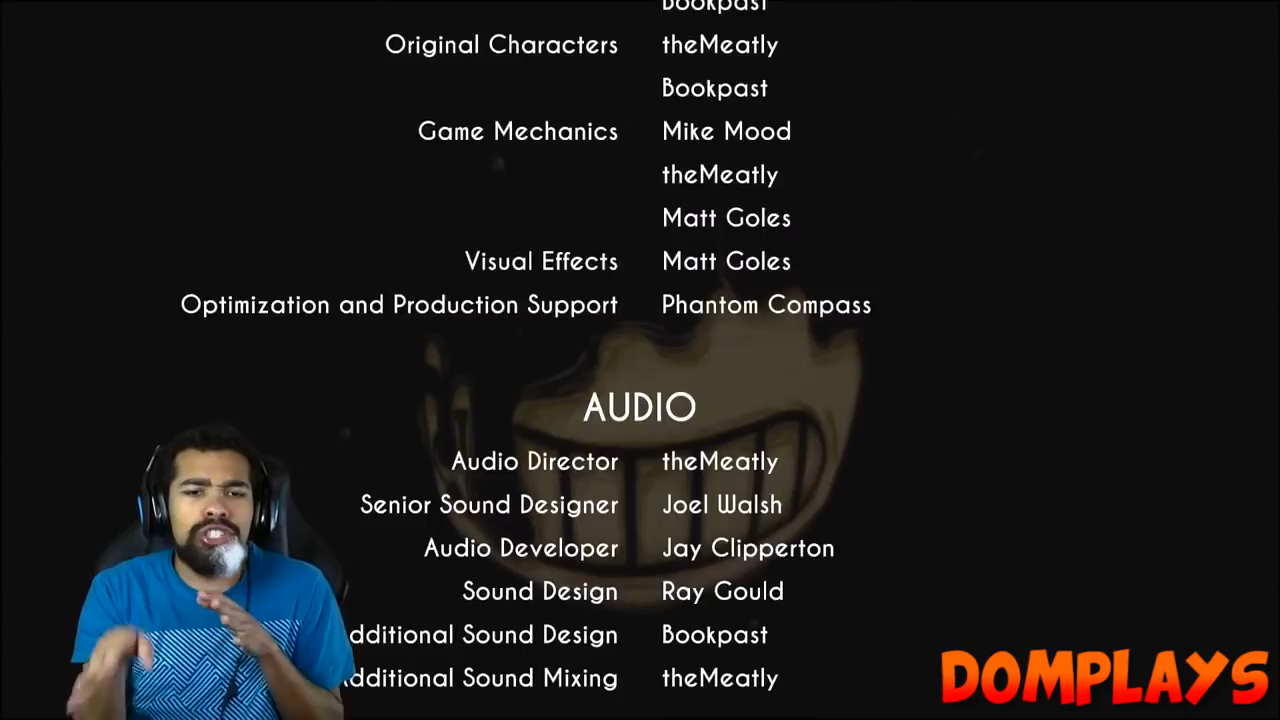 Bookpast
Original Characters theMeatly
Bookpast
Game Mechanics Mike Mood
theMeatly
Matt Goles
Visual Effects Matt Goles
Optimization and Production Support Phantom Compass
AUDIO
Audio Director theMeatly
Senior Sound Designer Joel Walsh
Audio Developer Jay Clipperton
Sound Design Ray Gould
dditional Sound Design Bookpast
dditional Sound Mixing theMeatly
DOMPLAYS